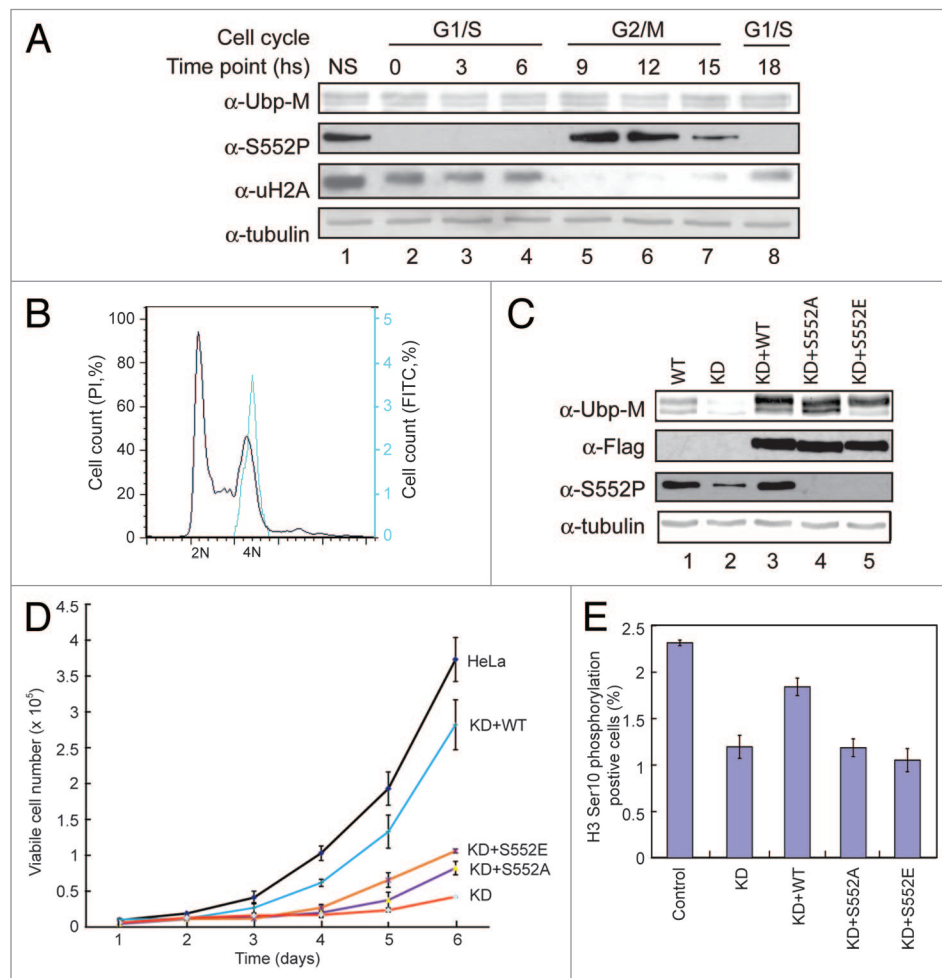 A
Cell cycle G1/S G2/M G1/S
Time point (hs) NS 0 3 6 9 12 15 18
α-Ubp-M
α-S552P
α-uH2A
α-tubulin
1 2 3 4 5 6 7 8
B
Cell count (PI,%)
100
80
60
40
20
0
2N 4N
5
4
3
2
1
0
Cell count (FITC,%)
C
WT KD KD+WT KD+S552A KD+S552E
α-Ubp-M
α-Flag
α-S552P
α-tubulin
1 2 3 4 5
D
Viabile cell number (x 10⁵)
4.5
4
3.5
3
2.5
2
1.5
1
0.5
0
HeLa
KD+WT
KD+S552E
KD+S552A
KD
1 2 3 4 5 6
Time (days)
E
H3 Ser10 phosphorylation
postive cells (%)
2.5
2
1.5
1
0.5
0
Control KD KD+WT KD+S552A KD+S552E